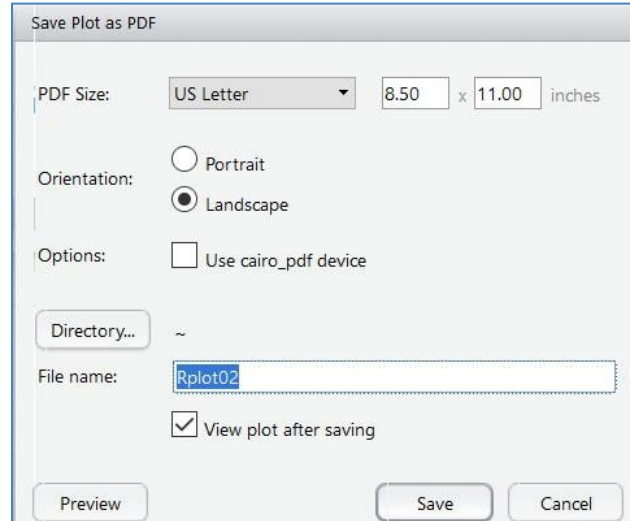 Save Plot as PDF
PDF Size: US Letter 8.50 x 11.00 inches
Portrait
Orientation:
Landscape
Options: Use cairo_pdf device
Directory... ~
File name: Rplot02
View plot after saving
Preview Save Cancel